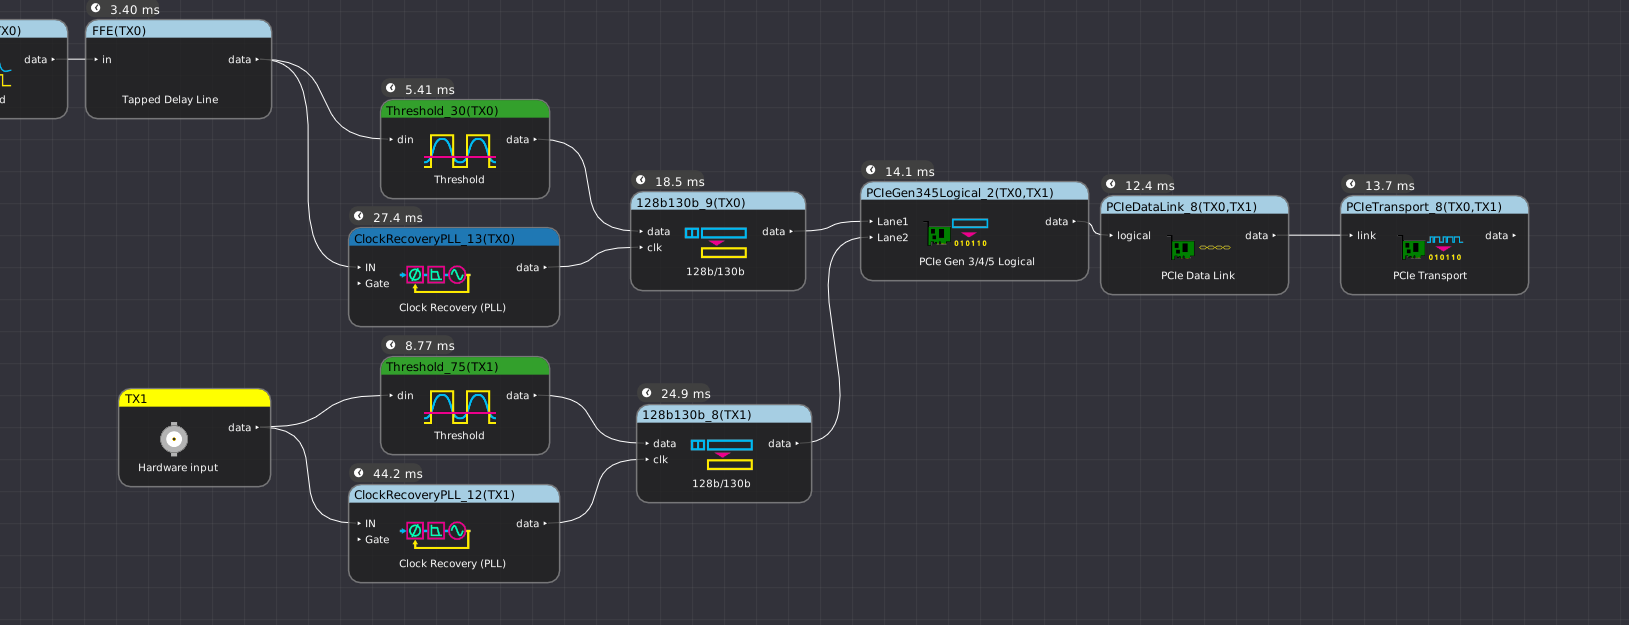 3.40 ms
TX0)
data
d
FFE(TX0)
in
data
Tapped Delay Line
5.41 ms
Threshold_30(TX0)
din
data
Threshold
27.4 ms
ClockRecoveryPLL_13(TX0)
IN
data
Gate
Clock Recovery (PLL)
18.5 ms
128b130b_9(TX0)
data
data
clk
128b/130b
14.1 ms
PCIeGen345Logical_2(TX0,TX1)
Lane1
data
Lane2
010110
PCIe Gen 3/4/5 Logical
12.4 ms
PCIeDataLink_8(TX0,TX1)
logical
data
PCIe Data Link
13.7 ms
PCIeTransport_8(TX0,TX1)
link
data
010110
PCIe Transport
TX1
data
Hardware input
8.77 ms
Threshold_75(TX1)
din
data
Threshold
44.2 ms
ClockRecoveryPLL_12(TX1)
IN
data
Gate
Clock Recovery (PLL)
24.9 ms
128b130b_8(TX1)
data
data
clk
128b/130b